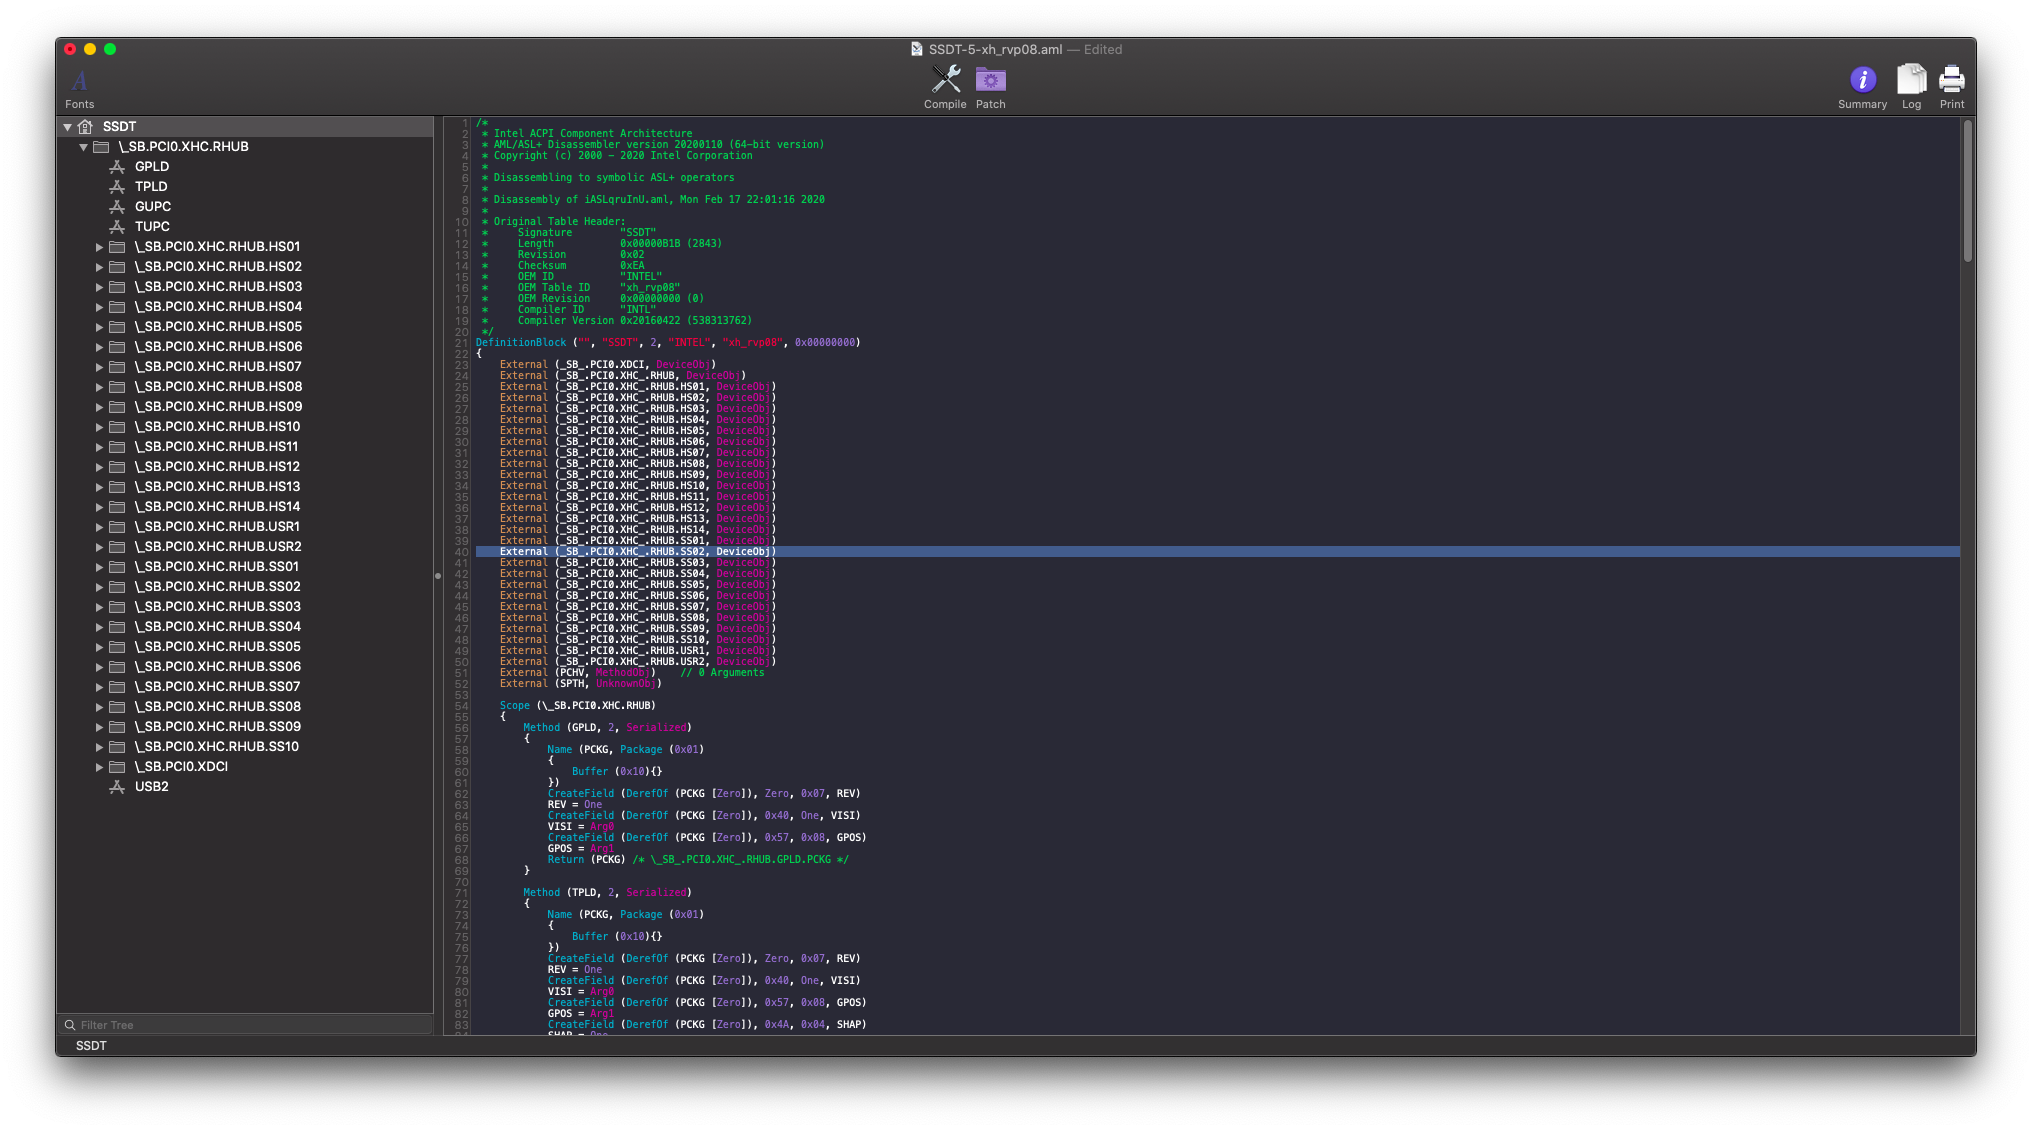 SSDT-5-xh_rvp08.aml — Edited
Fonts
Compile
Patch
Summary
Log
Print
SSDT
\_SB.PCI0.XHC.RHUB
GPLD
TPLD
GUPC
TUPC
\_SB.PCI0.XHC.RHUB.HS01
\_SB.PCI0.XHC.RHUB.HS02
\_SB.PCI0.XHC.RHUB.HS03
\_SB.PCI0.XHC.RHUB.HS04
\_SB.PCI0.XHC.RHUB.HS05
\_SB.PCI0.XHC.RHUB.HS06
\_SB.PCI0.XHC.RHUB.HS07
\_SB.PCI0.XHC.RHUB.HS08
\_SB.PCI0.XHC.RHUB.HS09
\_SB.PCI0.XHC.RHUB.HS10
\_SB.PCI0.XHC.RHUB.HS11
\_SB.PCI0.XHC.RHUB.HS12
\_SB.PCI0.XHC.RHUB.HS13
\_SB.PCI0.XHC.RHUB.HS14
\_SB.PCI0.XHC.RHUB.USR1
\_SB.PCI0.XHC.RHUB.USR2
\_SB.PCI0.XHC.RHUB.SS01
\_SB.PCI0.XHC.RHUB.SS02
\_SB.PCI0.XHC.RHUB.SS03
\_SB.PCI0.XHC.RHUB.SS04
\_SB.PCI0.XHC.RHUB.SS05
\_SB.PCI0.XHC.RHUB.SS06
\_SB.PCI0.XHC.RHUB.SS07
\_SB.PCI0.XHC.RHUB.SS08
\_SB.PCI0.XHC.RHUB.SS09
\_SB.PCI0.XHC.RHUB.SS10
\_SB.PCI0.XDCI
USB2
Filter Tree
SSDT
1 /*
2 * Intel ACPI Component Architecture
3 * AML/ASL+ Disassembler version 20200110 (64-bit version)
4 * Copyright (c) 2000 - 2020 Intel Corporation
5 *
6 * Disassembling to symbolic ASL+ operators
7 *
8 * Disassembly of iASLqruInU.aml, Mon Feb 17 22:01:16 2020
9 *
10 * Original Table Header:
11 * Signature "SSDT"
12 * Length 0x00000B1B (2843)
13 * Revision 0x02
14 * Checksum 0xEA
15 * OEM ID "INTEL"
16 * OEM Table ID "xh_rvp08"
17 * OEM Revision 0x00000000 (0)
18 * Compiler ID "INTL"
19 * Compiler Version 0x20160422 (538313762)
20 */
21 DefinitionBlock ("", "SSDT", 2, "INTEL", "xh_rvp08", 0x00000000)
22 {
23 External (_SB_.PCI0.XDCI, DeviceObj)
24 External (_SB_.PCI0.XHC_.RHUB, DeviceObj)
25 External (_SB_.PCI0.XHC_.RHUB.HS01, DeviceObj)
26 External (_SB_.PCI0.XHC_.RHUB.HS02, DeviceObj)
27 External (_SB_.PCI0.XHC_.RHUB.HS03, DeviceObj)
28 External (_SB_.PCI0.XHC_.RHUB.HS04, DeviceObj)
29 External (_SB_.PCI0.XHC_.RHUB.HS05, DeviceObj)
30 External (_SB_.PCI0.XHC_.RHUB.HS06, DeviceObj)
31 External (_SB_.PCI0.XHC_.RHUB.HS07, DeviceObj)
32 External (_SB_.PCI0.XHC_.RHUB.HS08, DeviceObj)
33 External (_SB_.PCI0.XHC_.RHUB.HS09, DeviceObj)
34 External (_SB_.PCI0.XHC_.RHUB.HS10, DeviceObj)
35 External (_SB_.PCI0.XHC_.RHUB.HS11, DeviceObj)
36 External (_SB_.PCI0.XHC_.RHUB.HS12, DeviceObj)
37 External (_SB_.PCI0.XHC_.RHUB.HS13, DeviceObj)
38 External (_SB_.PCI0.XHC_.RHUB.HS14, DeviceObj)
39 External (_SB_.PCI0.XHC_.RHUB.SS01, DeviceObj)
40 External (_SB_.PCI0.XHC_.RHUB.SS02, DeviceObj)
41 External (_SB_.PCI0.XHC_.RHUB.SS03, DeviceObj)
42 External (_SB_.PCI0.XHC_.RHUB.SS04, DeviceObj)
43 External (_SB_.PCI0.XHC_.RHUB.SS05, DeviceObj)
44 External (_SB_.PCI0.XHC_.RHUB.SS06, DeviceObj)
45 External (_SB_.PCI0.XHC_.RHUB.SS07, DeviceObj)
46 External (_SB_.PCI0.XHC_.RHUB.SS08, DeviceObj)
47 External (_SB_.PCI0.XHC_.RHUB.SS09, DeviceObj)
48 External (_SB_.PCI0.XHC_.RHUB.SS10, DeviceObj)
49 External (_SB_.PCI0.XHC_.RHUB.USR1, DeviceObj)
50 External (_SB_.PCI0.XHC_.RHUB.USR2, DeviceObj)
51 External (PCHV, MethodObj) // 0 Arguments
52 External (SPTH, UnknownObj)
53
54 Scope (\_SB.PCI0.XHC.RHUB)
55 {
56 Method (GPLD, 2, Serialized)
57 {
58 Name (PCKG, Package (0x01)
59 {
60 Buffer (0x10){}
61 })
62 CreateField (DerefOf (PCKG [Zero]), Zero, 0x07, REV)
63 REV = One
64 CreateField (DerefOf (PCKG [Zero]), 0x40, One, VISI)
65 VISI = Arg0
66 CreateField (DerefOf (PCKG [Zero]), 0x57, 0x08, GPOS)
67 GPOS = Arg1
68 Return (PCKG) /* \_SB_.PCI0.XHC_.RHUB.GPLD.PCKG */
69 }
70
71 Method (TPLD, 2, Serialized)
72 {
73 Name (PCKG, Package (0x01)
74 {
75 Buffer (0x10){}
76 })
77 CreateField (DerefOf (PCKG [Zero]), Zero, 0x07, REV)
78 REV = One
79 CreateField (DerefOf (PCKG [Zero]), 0x40, One, VISI)
80 VISI = Arg0
81 CreateField (DerefOf (PCKG [Zero]), 0x57, 0x08, GPOS)
82 GPOS = Arg1
83 CreateField (DerefOf (PCKG [Zero]), 0x4A, 0x04, SHAP)
84 SHAP = One